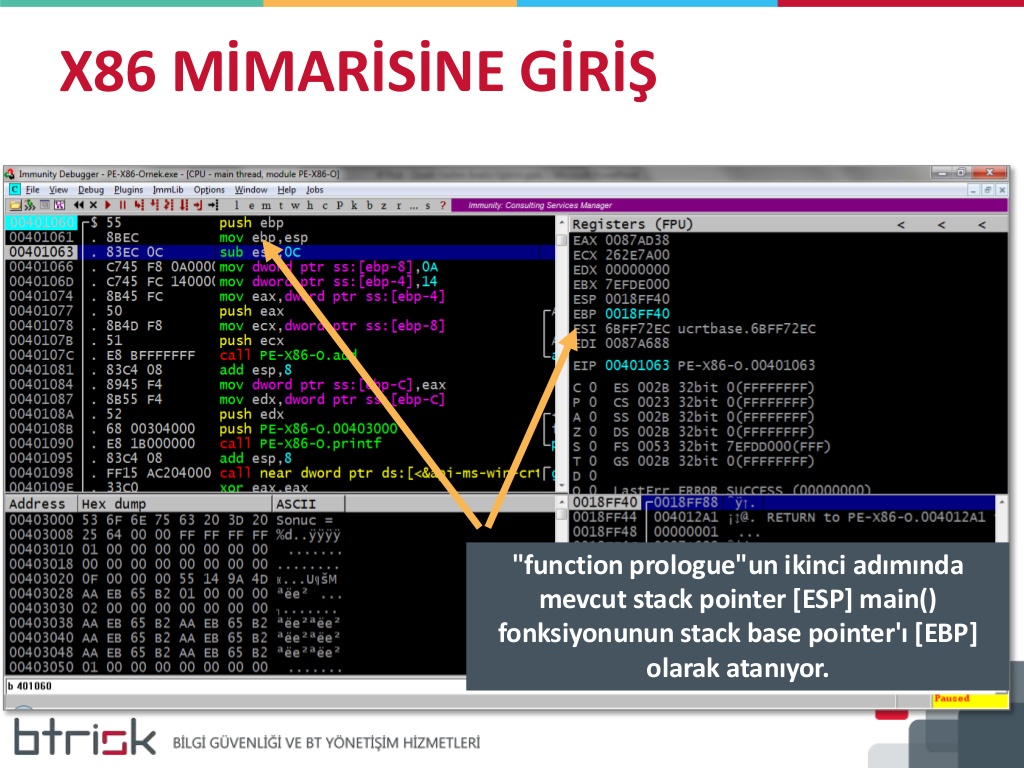 X86 MİMARİSİNE GİRİŞ
Immunity Debugger - PE-X86-Ornek.exe - [CPU - main thread, module PE-X86-O]
File View Debug Plugins ImmLib Options Window Help Jobs
l e m t w h c P k b z r ... s ? Immunity: Consulting Services Manager
00401060 $ 55 push ebp
00401061 . 8BEC mov ebp,esp
00401063 . 83EC 0C sub esp,0C
00401066 . C745 F8 0A000 mov dword ptr ss:[ebp-8],0A
0040106D . C745 FC 14000 mov dword ptr ss:[ebp-4],14
00401074 . 8B45 FC mov eax,dword ptr ss:[ebp-4]
00401077 . 50 push eax
00401078 . 8B4D F8 mov ecx,dword ptr ss:[ebp-8]
0040107B . 51 push ecx
0040107C . E8 BFFFFFFF call PE-X86-O.add
00401081 . 83C4 08 add esp,8
00401084 . 8945 F4 mov dword ptr ss:[ebp-C],eax
00401087 . 8B55 F4 mov edx,dword ptr ss:[ebp-C]
0040108A . 52 push edx
0040108B . 68 00304000 push PE-X86-O.00403000
00401090 . E8 1B000000 call PE-X86-O.printf
00401095 . 83C4 08 add esp,8
00401098 . FF15 AC204000 call near dword ptr ds:[<&api-ms-win-crt
0040109E . 33C0 xor eax,eax
Registers (FPU) < < <
EAX 0087AD38
ECX 262E7A00
EDX 00000000
EBX 7EFDE000
ESP 0018FF40
EBP 0018FF40
ESI 6BFF72EC ucrtbase.6BFF72EC
EDI 0087A688
EIP 00401063 PE-X86-O.00401063
C 0 ES 002B 32bit 0(FFFFFFFF)
P 0 CS 0023 32bit 0(FFFFFFFF)
A 0 SS 002B 32bit 0(FFFFFFFF)
Z 0 DS 002B 32bit 0(FFFFFFFF)
S 0 FS 0053 32bit 7EFDD000(FFF)
T 0 GS 002B 32bit 0(FFFFFFFF)
D 0
O 0 LastErr ERROR_SUCCESS (00000000)
Address Hex dump ASCII
00403000 53 6F 6E 75 63 20 3D 20 Sonuc =
00403008 25 64 00 00 FF FF FF FF %d..ÿÿÿÿ
00403010 01 00 00 00 00 00 00 00 .......
00403018 00 00 00 00 00 00 00 00 ........
00403020 0F 00 00 00 55 14 9A 4D
00403028 AA EB 65 B2 01 00 00 00 ªëe² ...
00403030 02 00 00 00 00 00 00 00 .......
00403038 AA EB 65 B2 AA EB 65 B2 ªëe²ªëe²
00403040 AA EB 65 B2 AA EB 65 B2 ªëe²ªëe²
00403048 AA EB 65 B2 AA EB 65 B2 ªëe²ªëe²
00403050 01 00 00 00 00 00 00 00 .......
0018FF40 0018FF88
0018FF44 004012A1 RETURN to PE-X86-O.004012A1
0018FF48 00000001 ...
"function prologue"un ikinci adımında
mevcut stack pointer [ESP] main()
fonksiyonunun stack base pointer'ı [EBP]
olarak atanıyor.
b 401060
Paused
btrisk BİLGİ GÜVENLİĞİ VE BT YÖNETİŞİM HİZMETLERİ